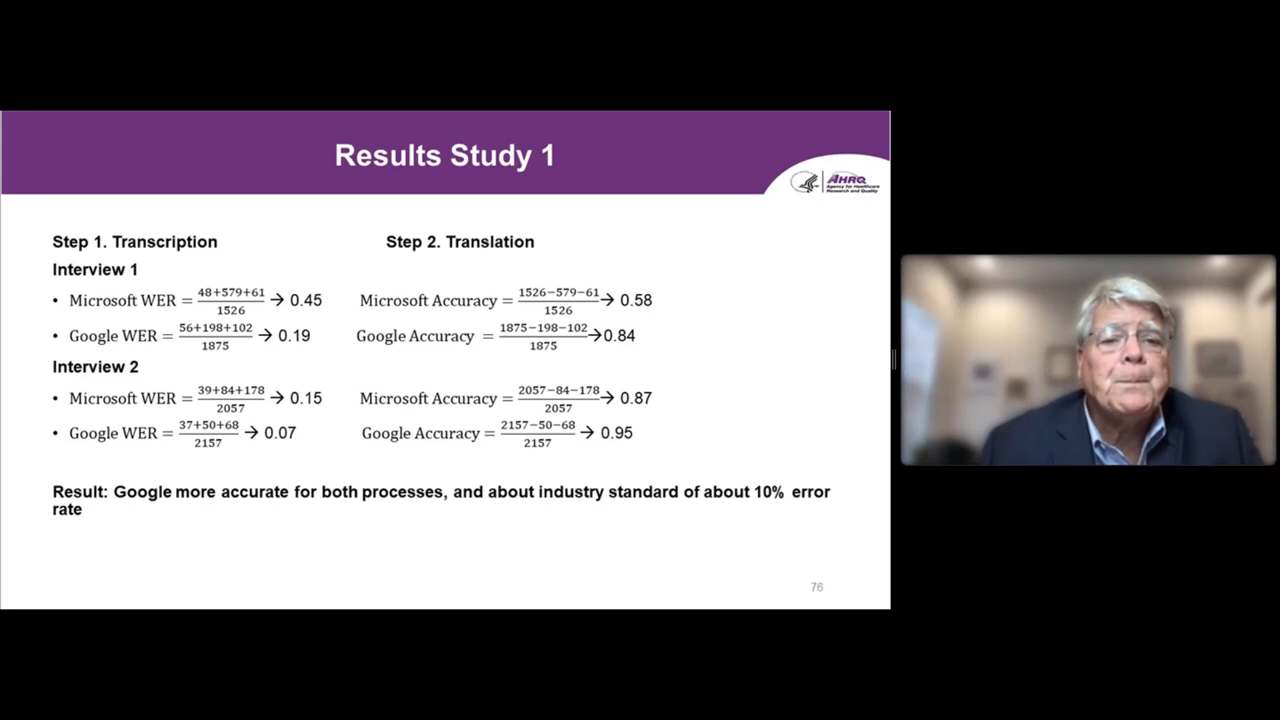 Results Study 1
AHRQ
Agency for Healthcare
Research and Quality
Step 1. Transcription
Step 2. Translation
Interview 1
• Microsoft WER = (48+579+61)/1526 → 0.45
Microsoft Accuracy = (1526−579−61)/1526 → 0.58
• Google WER = (56+198+102)/1875 → 0.19
Google Accuracy = (1875−198−102)/1875 → 0.84
Interview 2
• Microsoft WER = (39+84+178)/2057 → 0.15
Microsoft Accuracy = (2057−84−178)/2057 → 0.87
• Google WER = (37+50+68)/2157 → 0.07
Google Accuracy = (2157−50−68)/2157 → 0.95
Result: Google more accurate for both processes, and about industry standard of about 10% error
rate
76